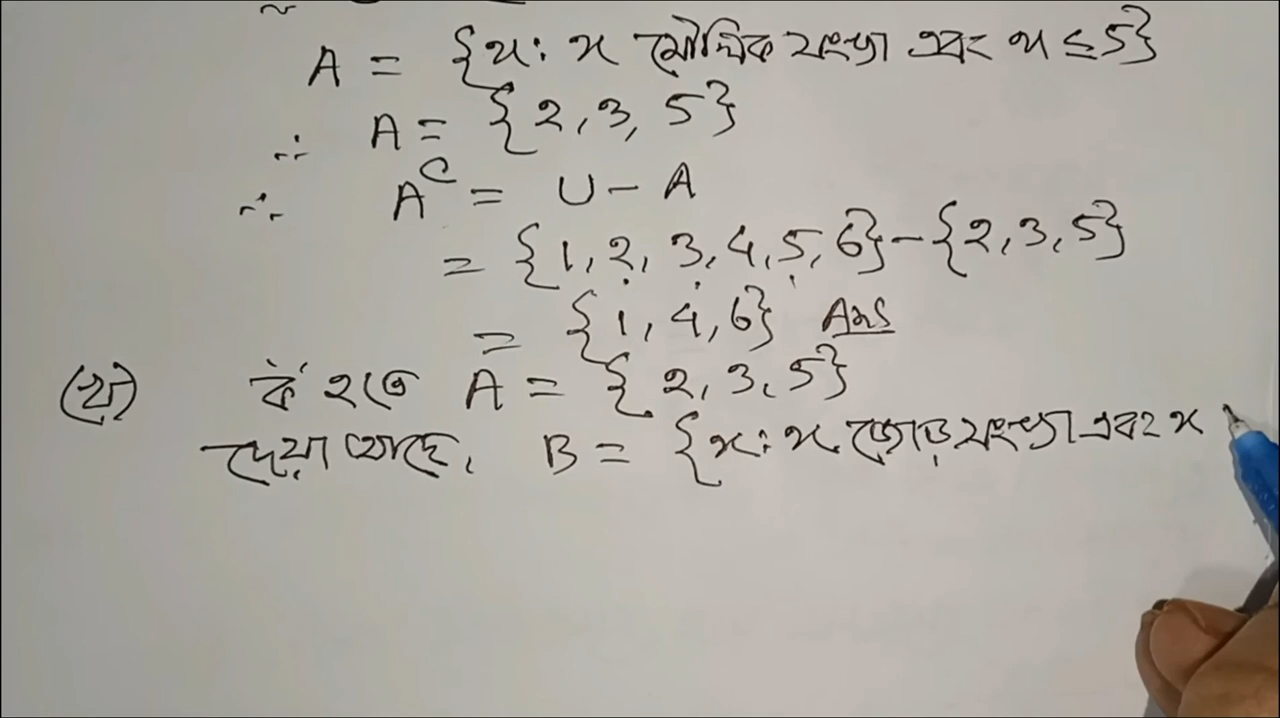 A = {x : x মৌলিক সংখ্যা এবং x ≤ 5}
∴ A = {2, 3, 5}
∴ A^C = U - A
= {1, 2, 3, 4, 5, 6} - {2, 3, 5}
= {1, 4, 6} Ans
(খ) 'ক' হতে A = {2, 3, 5}
দেয়া আছে, B = {x : x জোড় সংখ্যা এবং x